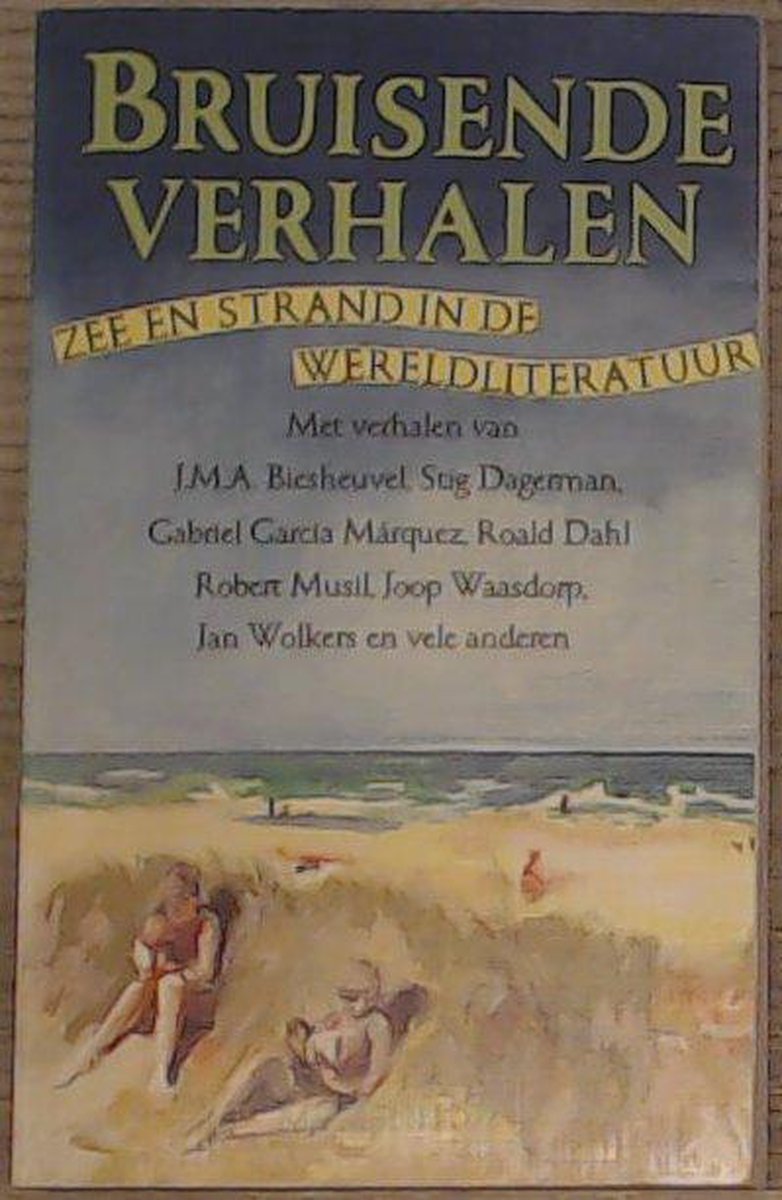 BRUISENDE
VERHALEN
ZEE EN STRAND IN DE
WERELDLITERATUUR
Met verhalen van
J.M.A. Biesheuvel, Stig Dagerman,
Gabriel García Márquez, Roald Dahl
Robert Musil, Joop Waasdorp,
Jan Wolkers en vele anderen